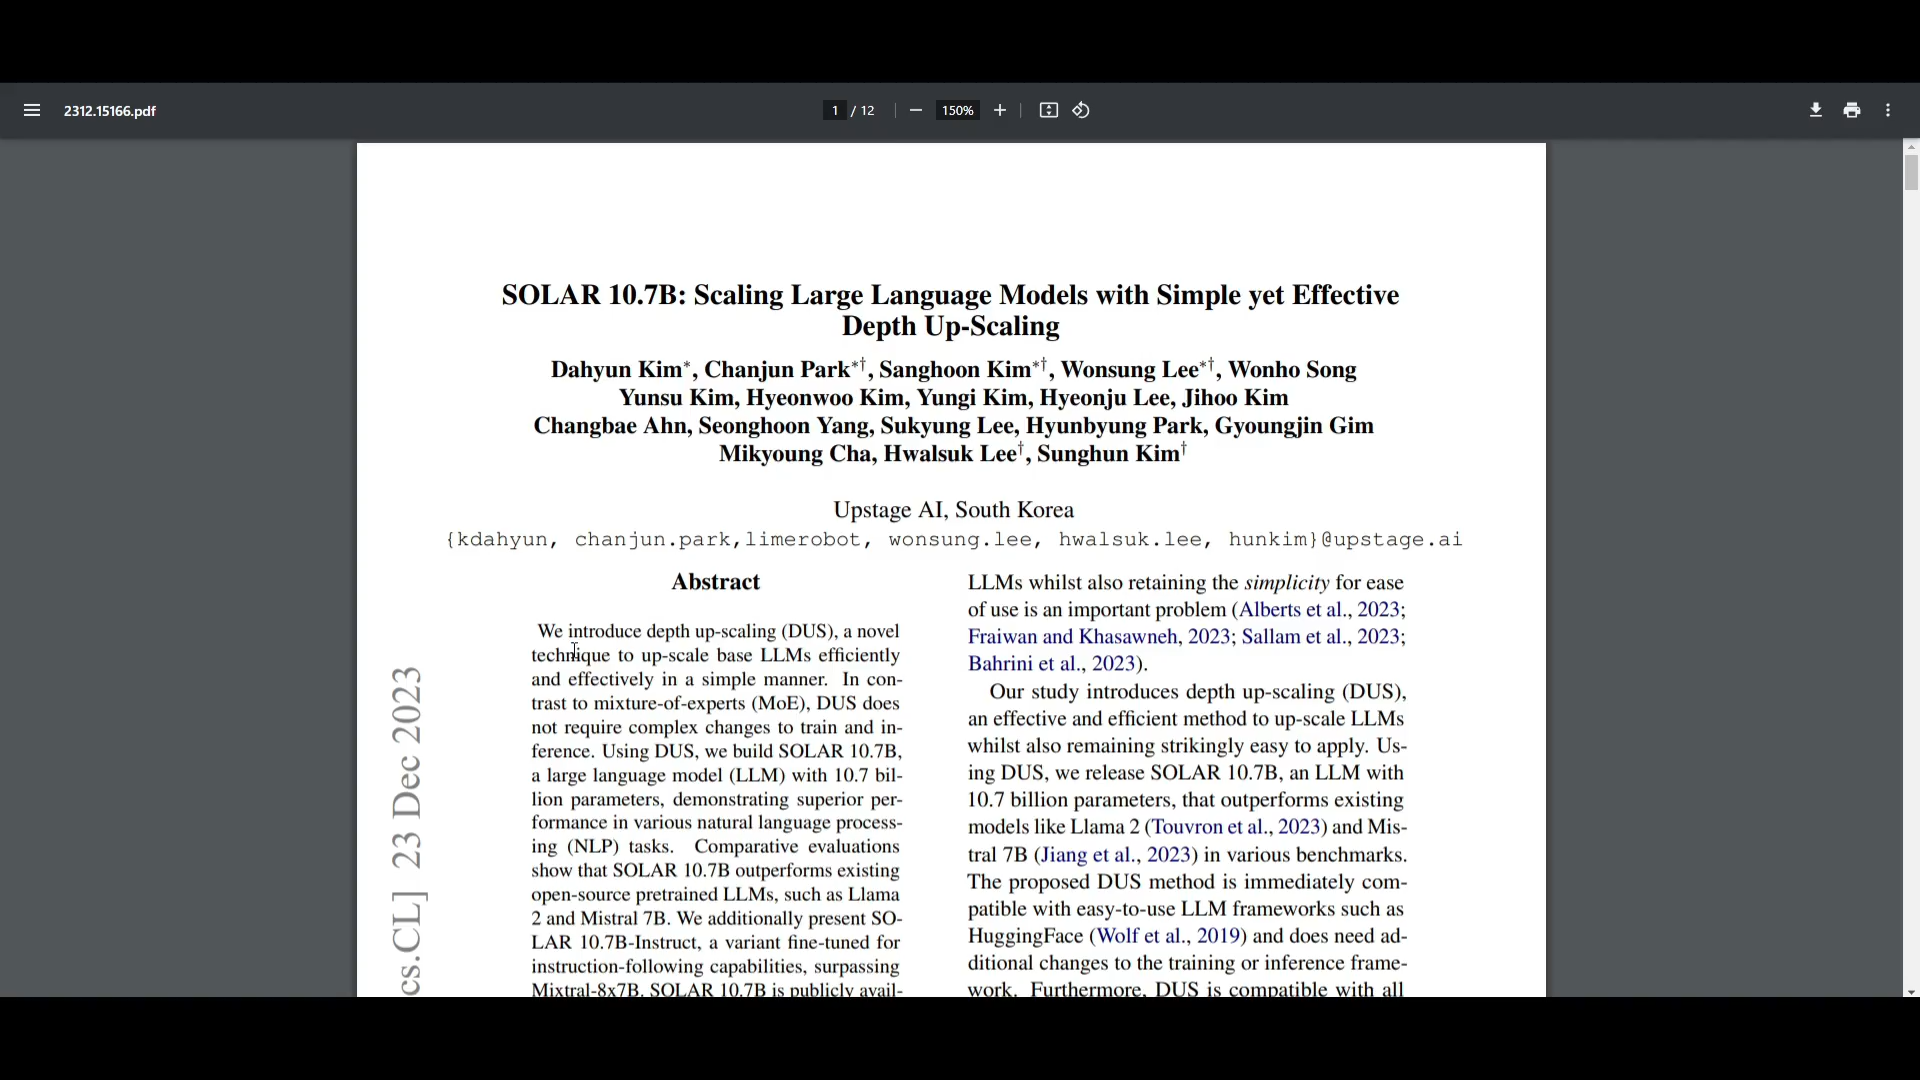 2312.15166.pdf
1 / 12
150%
SOLAR 10.7B: Scaling Large Language Models with Simple yet Effective
Depth Up-Scaling
Dahyun Kim*, Chanjun Park*†, Sanghoon Kim*†, Wonsung Lee*†, Wonho Song
Yunsu Kim, Hyeonwoo Kim, Yungi Kim, Hyeonju Lee, Jihoo Kim
Changbae Ahn, Seonghoon Yang, Sukyung Lee, Hyunbyung Park, Gyoungjin Gim
Mikyoung Cha, Hwalsuk Lee†, Sunghun Kim†
Upstage AI, South Korea
{kdahyun, chanjun.park,limerobot, wonsung.lee, hwalsuk.lee, hunkim}@upstage.ai
cs.CL] 23 Dec 2023
Abstract
We introduce depth up-scaling (DUS), a novel
technique to up-scale base LLMs efficiently
and effectively in a simple manner. In con-
trast to mixture-of-experts (MoE), DUS does
not require complex changes to train and in-
ference. Using DUS, we build SOLAR 10.7B,
a large language model (LLM) with 10.7 bil-
lion parameters, demonstrating superior per-
formance in various natural language process-
ing (NLP) tasks. Comparative evaluations
show that SOLAR 10.7B outperforms existing
open-source pretrained LLMs, such as Llama
2 and Mistral 7B. We additionally present SO-
LAR 10.7B-Instruct, a variant fine-tuned for
instruction-following capabilities, surpassing
Mixtral-8x7B. SOLAR 10.7B is publicly avail-
LLMs whilst also retaining the simplicity for ease
of use is an important problem (Alberts et al., 2023;
Fraiwan and Khasawneh, 2023; Sallam et al., 2023;
Bahrini et al., 2023).
Our study introduces depth up-scaling (DUS),
an effective and efficient method to up-scale LLMs
whilst also remaining strikingly easy to apply. Us-
ing DUS, we release SOLAR 10.7B, an LLM with
10.7 billion parameters, that outperforms existing
models like Llama 2 (Touvron et al., 2023) and Mis-
tral 7B (Jiang et al., 2023) in various benchmarks.
The proposed DUS method is immediately com-
patible with easy-to-use LLM frameworks such as
HuggingFace (Wolf et al., 2019) and does need ad-
ditional changes to the training or inference frame-
work. Furthermore, DUS is compatible with all